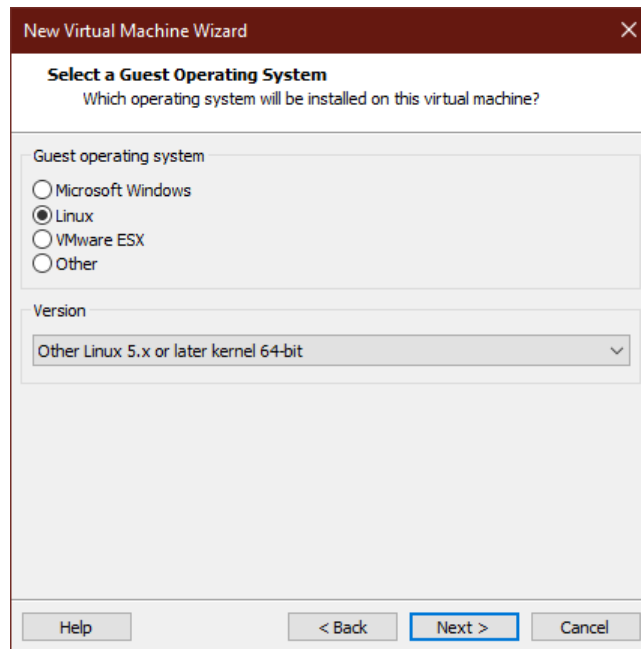 New Virtual Machine Wizard
Select a Guest Operating System
Which operating system will be installed on this virtual machine?
Guest operating system
Microsoft Windows
Linux
VMware ESX
Other
Version
Other Linux 5.x or later kernel 64-bit
Help
< Back
Next >
Cancel